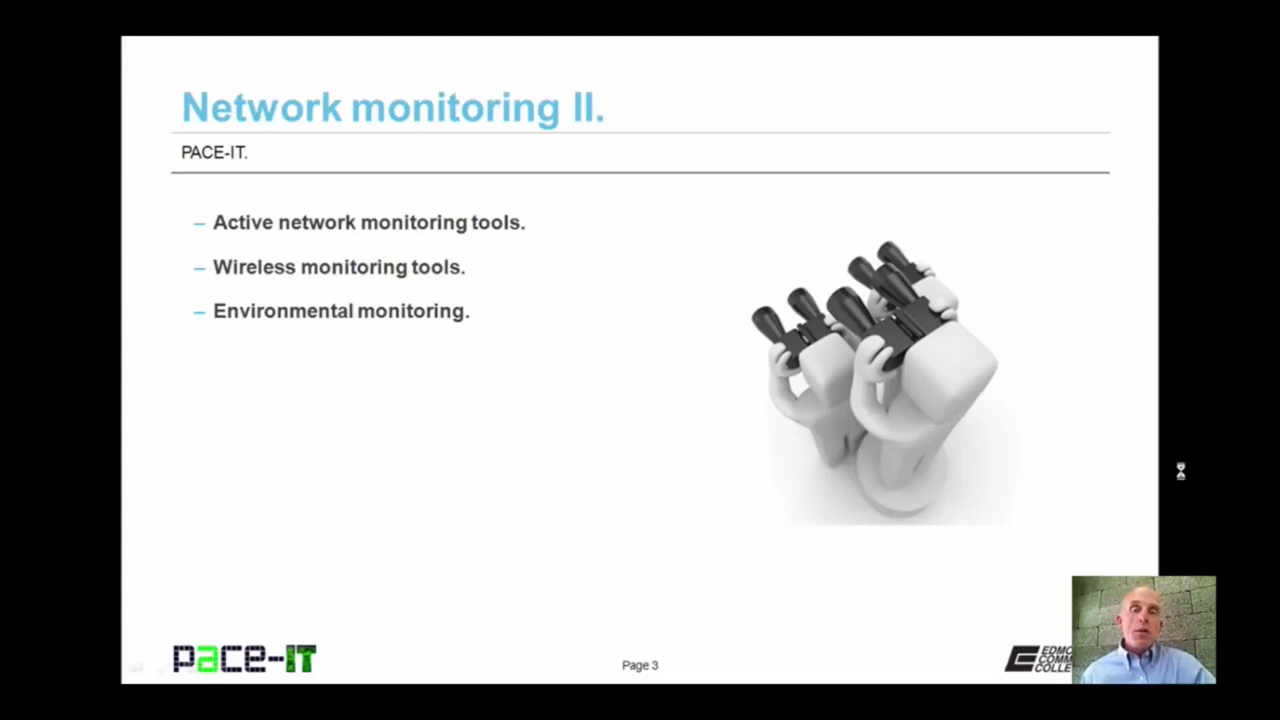 Network monitoring II.
PACE-IT.
– Active network monitoring tools.
– Wireless monitoring tools.
– Environmental monitoring.
pace-IT
Page 3